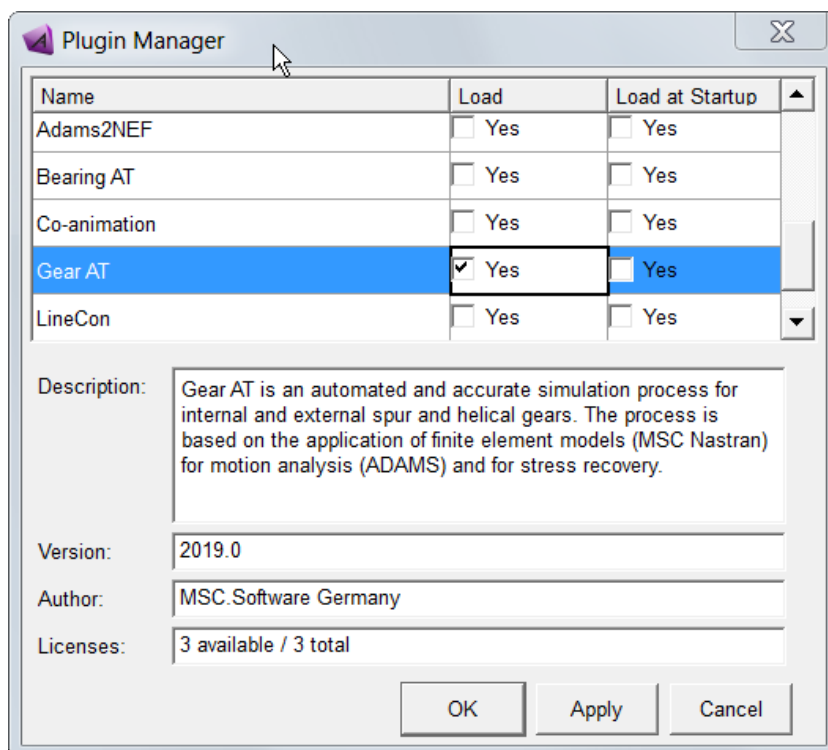 Plugin Manager
Name Load Load at Startup
Adams2NEF Yes Yes
Bearing AT Yes Yes
Co-animation Yes Yes
Gear AT Yes Yes
LineCon Yes Yes
Description: Gear AT is an automated and accurate simulation process for
internal and external spur and helical gears. The process is
based on the application of finite element models (MSC Nastran)
for motion analysis (ADAMS) and for stress recovery.
Version: 2019.0
Author: MSC.Software Germany
Licenses: 3 available / 3 total
OK Apply Cancel